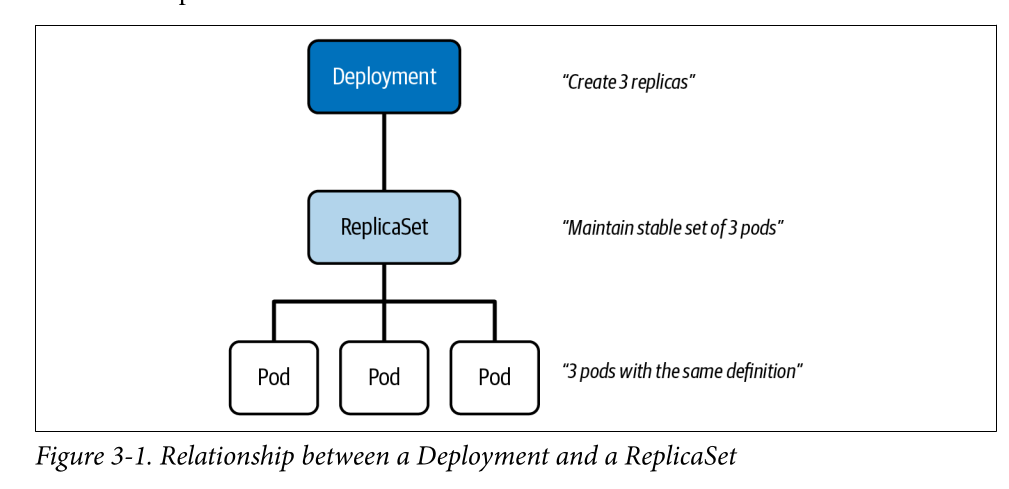 Deployment
"Create 3 replicas"
ReplicaSet
"Maintain stable set of 3 pods"
Pod
Pod
Pod
"3 pods with the same definition"
Figure 3-1. Relationship between a Deployment and a ReplicaSet